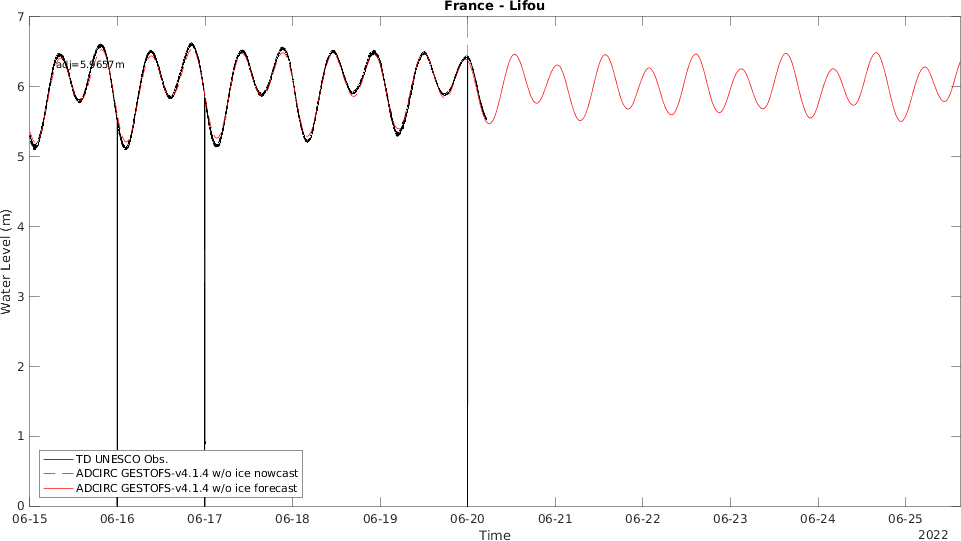 France - Lifou
7
6
5
4
3
2
1
0
Water Level (m)
adj=5.9657m
TD UNESCO Obs.
ADCIRC GESTOFS-v4.1.4 w/o ice nowcast
ADCIRC GESTOFS-v4.1.4 w/o ice forecast
06-15 06-16 06-17 06-18 06-19 06-20 06-21 06-22 06-23 06-24 06-25
Time
2022